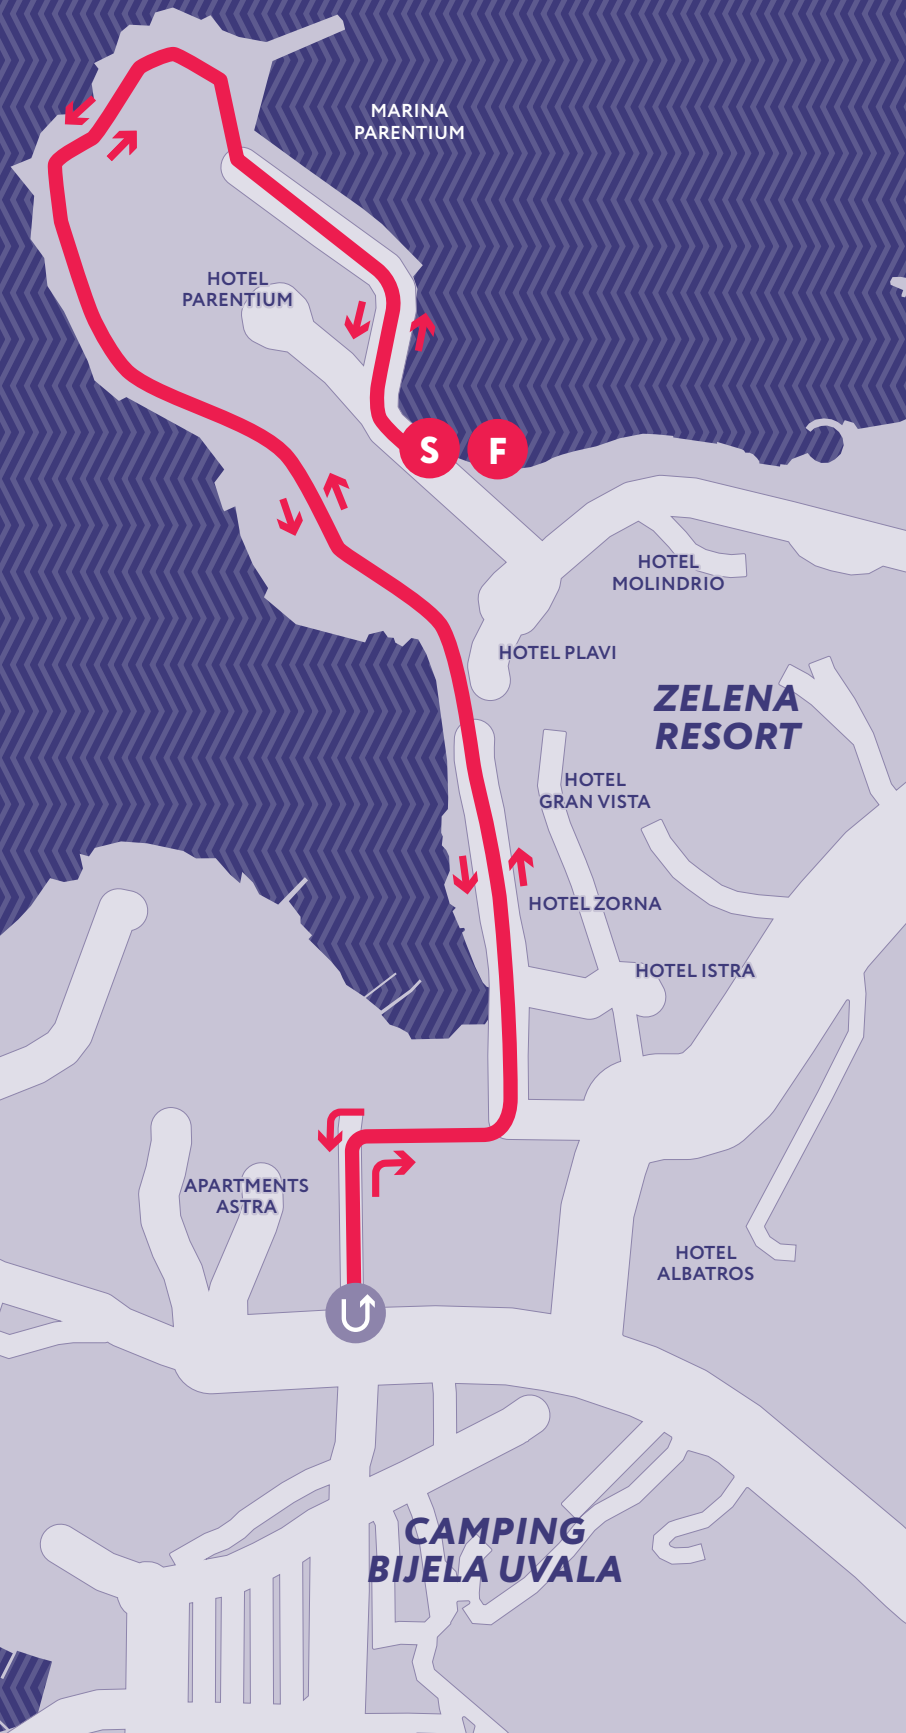 MARINA
PARENTIUM
HOTEL
PARENTIUM
S
F
HOTEL
MOLINDRIO
HOTEL PLAVI
ZELENA
RESORT
HOTEL
GRAN VISTA
HOTEL ZORNA
HOTEL ISTRA
APARTMENTS
ASTRA
HOTEL
ALBATROS
CAMPING
BIJELA UVALA